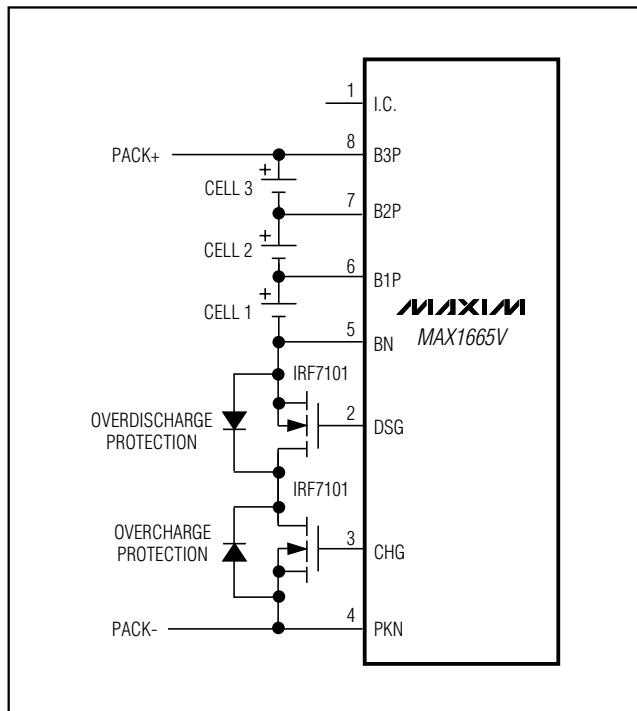 1 I.C.
PACK+ 8 B3P
+
CELL 3
7 B2P
+
CELL 2
6 B1P
+
MAXIM
CELL 1
MAX1665V
5 BN
IRF7101
OVERDISCHARGE
PROTECTION
2 DSG
IRF7101
OVERCHARGE
PROTECTION
3 CHG
PACK- 4 PKN